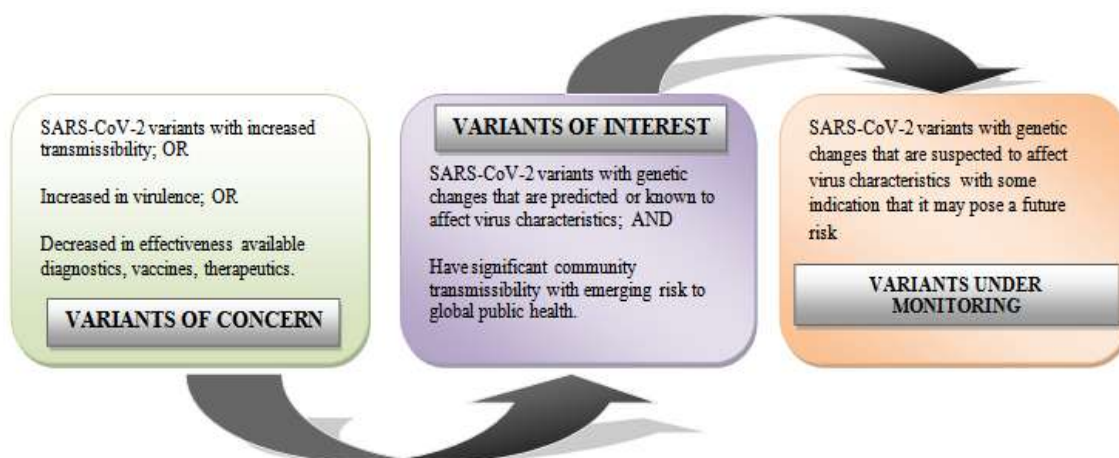 SARS-CoV-2 variants with increased
transmissibility; OR
Increased in virulence; OR
Decreased in effectiveness available
diagnostics, vaccines, therapeutics.
VARIANTS OF CONCERN
VARIANTS OF INTEREST
SARS-CoV-2 variants with genetic
changes that are predicted or known to
affect virus characteristics; AND
Have significant community
transmissibility with emerging risk to
global public health.
SARS-CoV-2 variants with genetic
changes that are suspected to affect
virus characteristics with some
indication that it may pose a future
risk
VARIANTS UNDER
MONITORING